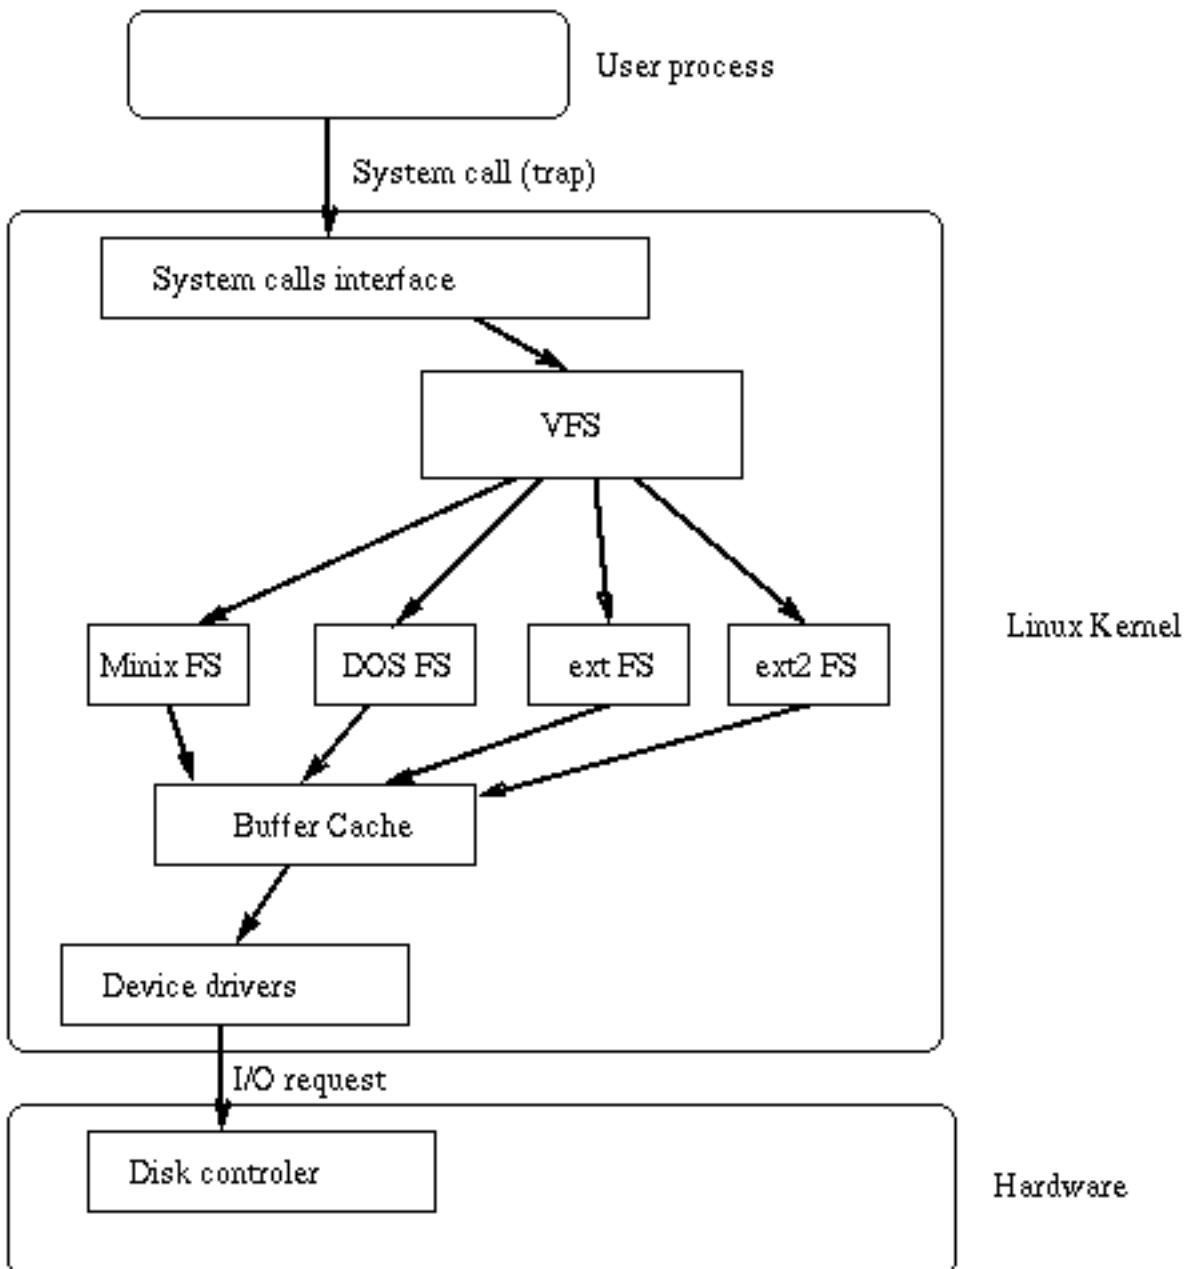 User process
System call (trap)
System calls interface
VFS
Linux Kernel
Minix FS
DOS FS
ext FS
ext2 FS
Buffer Cache
Device drivers
I/O request
Disk controler
Hardware